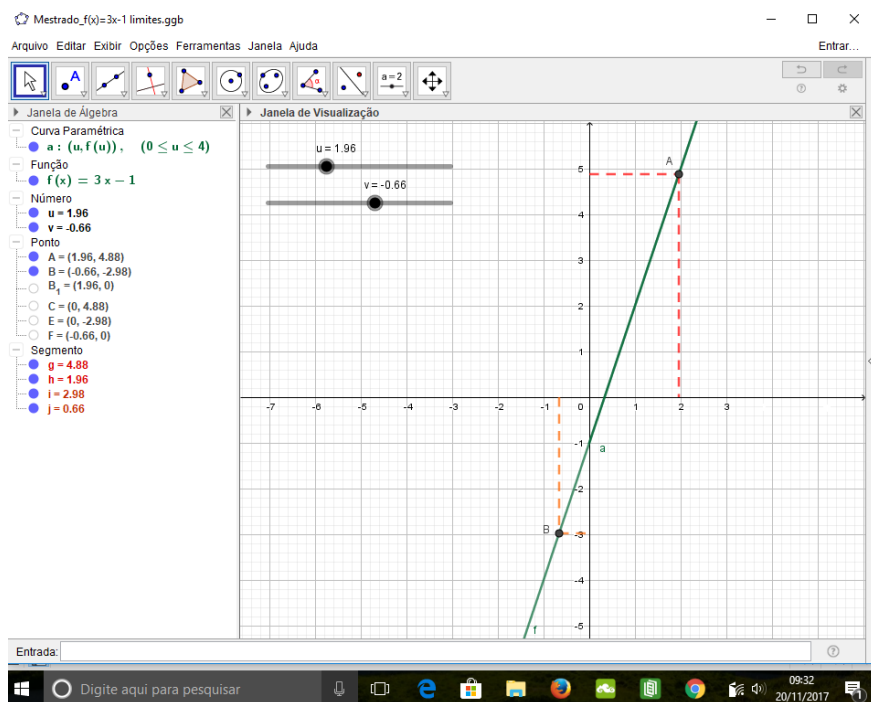 Mestrado_f(x)=3x-1 limites.ggb
Arquivo Editar Exibir Opções Ferramentas Janela Ajuda Entrar...
A α a = 2
Janela de Álgebra
Curva Paramétrica
a : (u, f(u)), (0 ≤ u ≤ 4)
Função
f(x) = 3 x − 1
Número
u = 1.96
v = -0.66
Ponto
A = (1.96, 4.88)
B = (-0.66, -2.98)
B₁ = (1.96, 0)
C = (0, 4.88)
E = (0, -2.98)
F = (-0.66, 0)
Segmento
g = 4.88
h = 1.96
i = 2.98
j = 0.66
Janela de Visualização
u = 1.96
v = -0.66
A
5
4
3
2
1
-7 -6 -5 -4 -3 -2 -1 0 1 2 3
-1
a
-2
B
-3
-4
-5
f
Entrada:
Digite aqui para pesquisar
09:32
20/11/2017
1